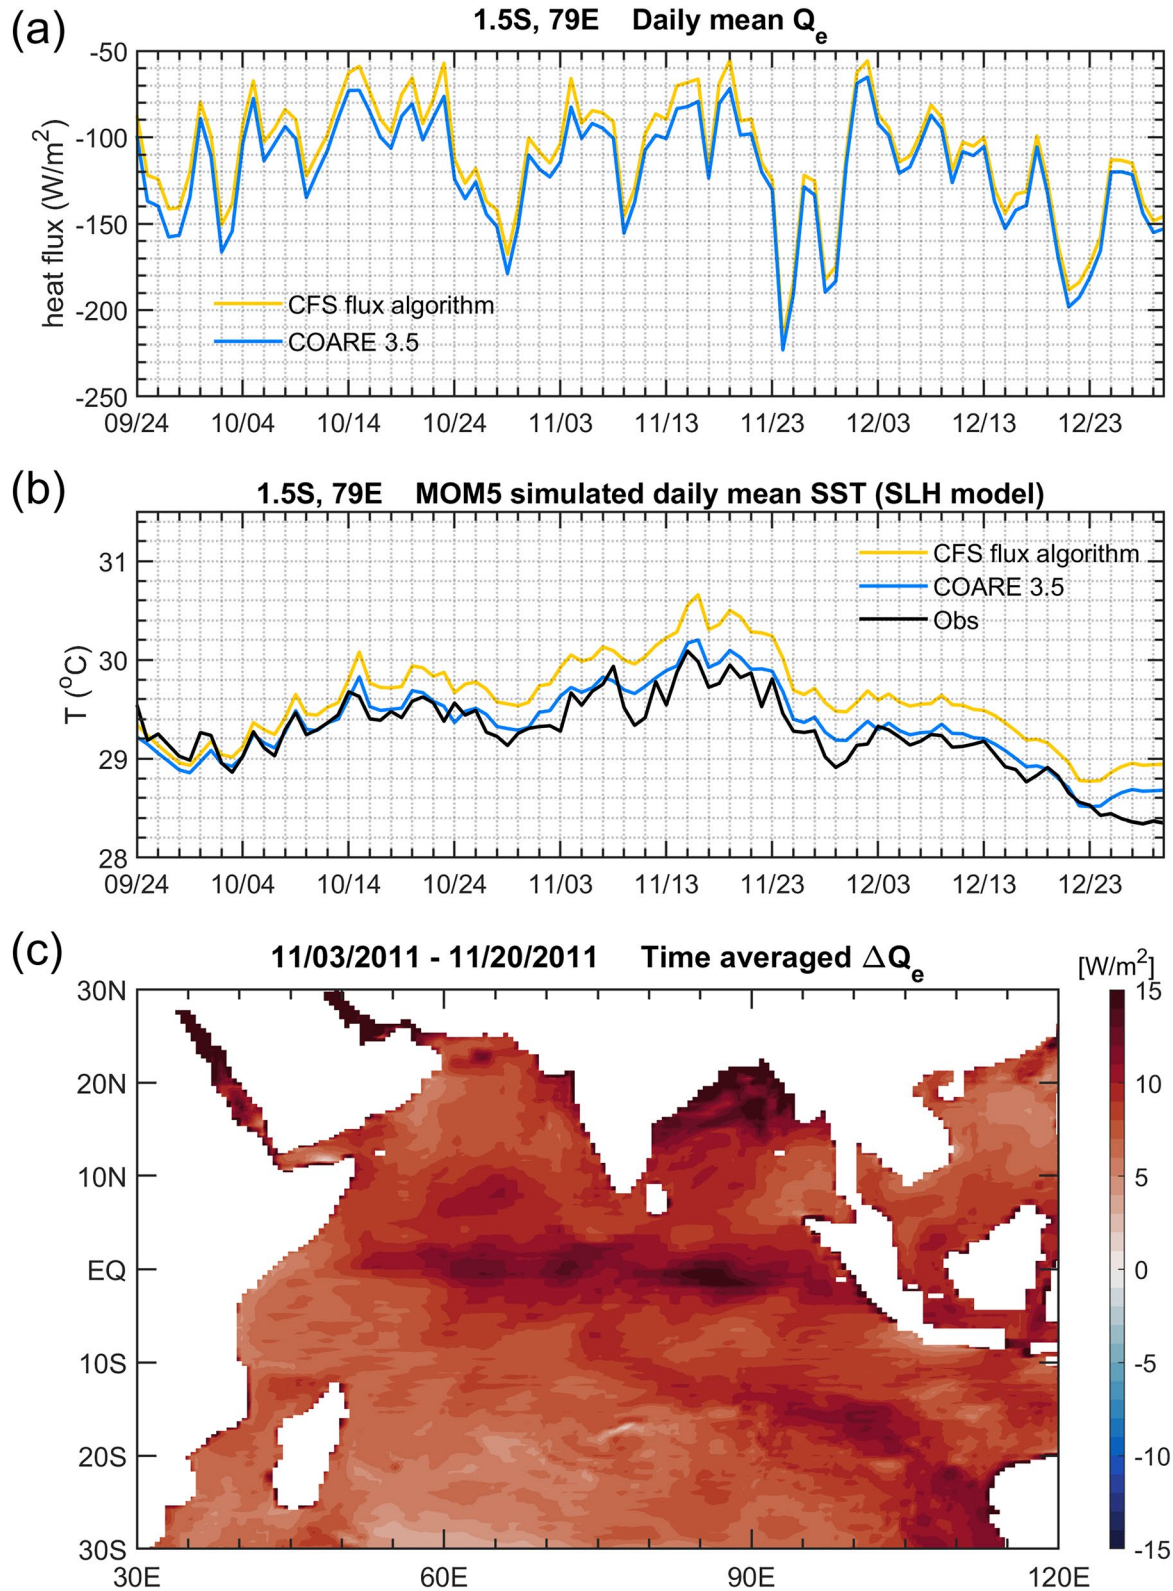 (a)
1.5S, 79E Daily mean Qe
heat flux (W/m²)
-50
-100
-150
-200
-250
CFS flux algorithm
COARE 3.5
09/24 10/04 10/14 10/24 11/03 11/13 11/23 12/03 12/13 12/23
(b)
1.5S, 79E MOM5 simulated daily mean SST (SLH model)
T (°C)
31
30
29
28
CFS flux algorithm
COARE 3.5
Obs
09/24 10/04 10/14 10/24 11/03 11/13 11/23 12/03 12/13 12/23
(c)
11/03/2011 - 11/20/2011 Time averaged ΔQe
[W/m²]
30N
20N
10N
EQ
10S
20S
30S
30E 60E 90E 120E
15
10
5
0
-5
-10
-15